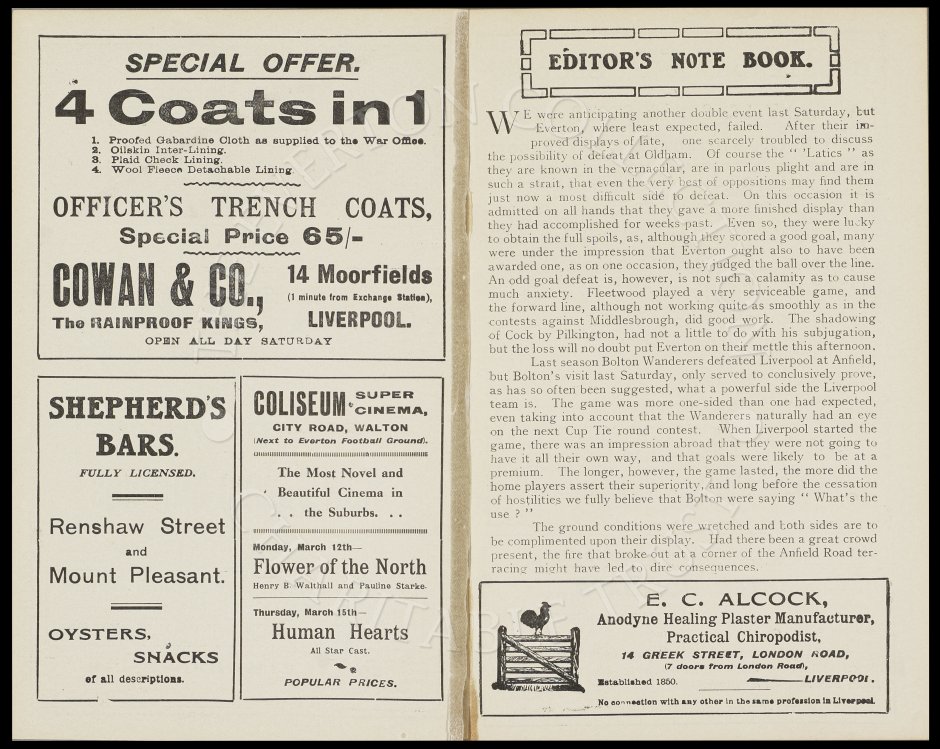 SPECIAL OFFER.
4 Coats in 1
1. Proofed Gabardine Cloth as supplied to the War Office.
2. Oilskin Inter-Lining.
3. Plaid Check Lining.
4. Wool Fleece Detachable Lining.
OFFICER'S TRENCH COATS,
Special Price 65/-
COWAN & CO.,
The RAINPROOF KINGS,
14 Moorfields
(1 minute from Exchange Station),
LIVERPOOL.
OPEN ALL DAY SATURDAY
SHEPHERD'S
BARS.
FULLY LICENSED.
Renshaw Street
and
Mount Pleasant.
OYSTERS,
SNACKS
of all descriptions.
COLISEUM SUPER
CINEMA,
CITY ROAD, WALTON
(Next to Everton Football Ground).
The Most Novel and
Beautiful Cinema in
. . the Suburbs. . .
Monday, March 12th—
Flower of the North
Henry B. Walthall and Pauline Starke.
Thursday, March 15th—
Human Hearts
All Star Cast.
POPULAR PRICES.
EDITOR'S NOTE BOOK.
WE were anticipating another double event last Saturday, but
Everton, where least expected, failed. After their im-
proved displays of late, one scarcely troubled to discuss
the possibility of defeat at Oldham. Of course the " 'Latics " as
they are known in the vernacular, are in parlous plight and are in
such a strait, that even the very best of oppositions may find them
just now a most difficult side to defeat. On this occasion it is
admitted on all hands that they gave a more finished display than
they had accomplished for weeks past. Even so, they were lucky
to obtain the full spoils, as, although they scored a good goal, many
were under the impression that Everton ought also to have been
awarded one, as on one occasion, they judged the ball over the line.
An odd goal defeat is, however, is not such a calamity as to cause
much anxiety. Fleetwood played a very serviceable game, and
the forward line, although not working quite as smoothly as in the
contests against Middlesbrough, did good work. The shadowing
of Cock by Pilkington, had not a little to do with his subjugation,
but the loss will no doubt put Everton on their mettle this afternoon.
Last season Bolton Wanderers defeated Liverpool at Anfield,
but Bolton's visit last Saturday, only served to conclusively prove,
as has so often been suggested, what a powerful side the Liverpool
team is. The game was more one-sided than one had expected,
even taking into account that the Wanderers naturally had an eye
on the next Cup Tie round contest. When Liverpool started the
game, there was an impression abroad that they were not going to
have it all their own way, and that goals were likely to be at a
premium. The longer, however, the game lasted, the more did the
home players assert their superiority, and long before the cessation
of hostilities we fully believe that Bolton were saying " What's the
use ? "
The ground conditions were wretched and both sides are to
be complimented upon their display. Had there been a great crowd
present, the fire that broke out at a corner of the Anfield Road ter-
racing might have led to dire consequences.
E. C. ALCOCK,
Anodyne Healing Plaster Manufacturer,
Practical Chiropodist,
14 GREEK STREET, LONDON ROAD,
(7 doors from London Road),
Established 1850. LIVERPOOL.
No connection with any other in the same profession in Liverpool.